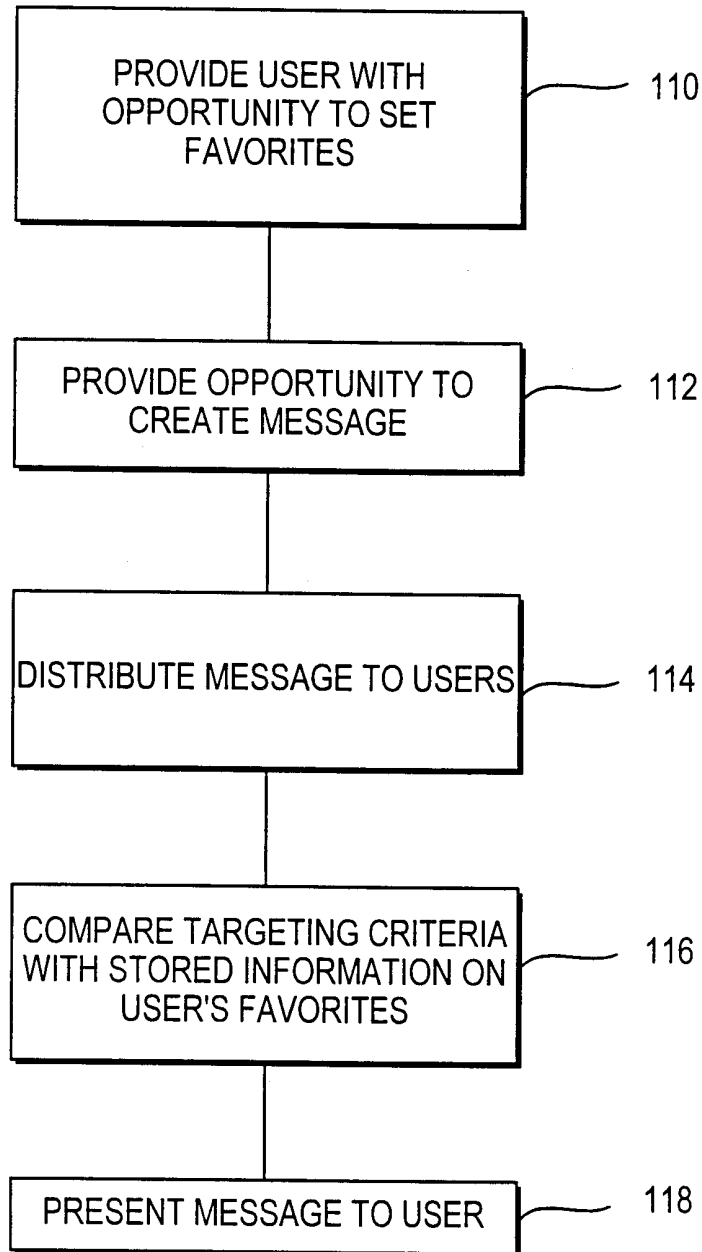 PROVIDE USER WITH
OPPORTUNITY TO SET
FAVORITES
110
PROVIDE OPPORTUNITY TO
CREATE MESSAGE
112
DISTRIBUTE MESSAGE TO USERS
114
COMPARE TARGETING CRITERIA
WITH STORED INFORMATION ON
USER'S FAVORITES
116
PRESENT MESSAGE TO USER
118